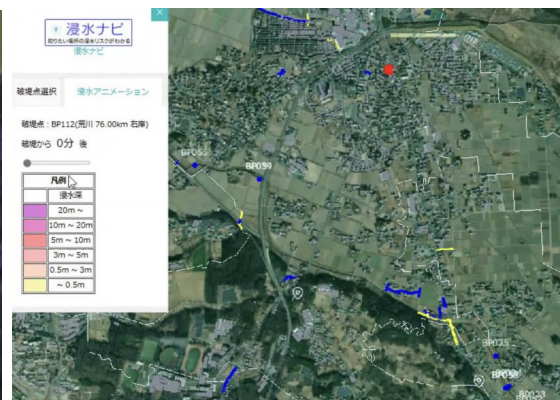 浸水ナビ
知りたい場所の浸水リスクがわかる
浸水ナビ
破堤点選択
浸水アニメーション
破堤点：BP112(荒川 76.00km 右岸)
破堤から 0分 後
凡例
浸水深
20m ～
10m ～ 20m
5m ～ 10m
3m ～ 5m
0.5m ～ 3m
～ 0.5m
BP055
BP059
BP025
BP023